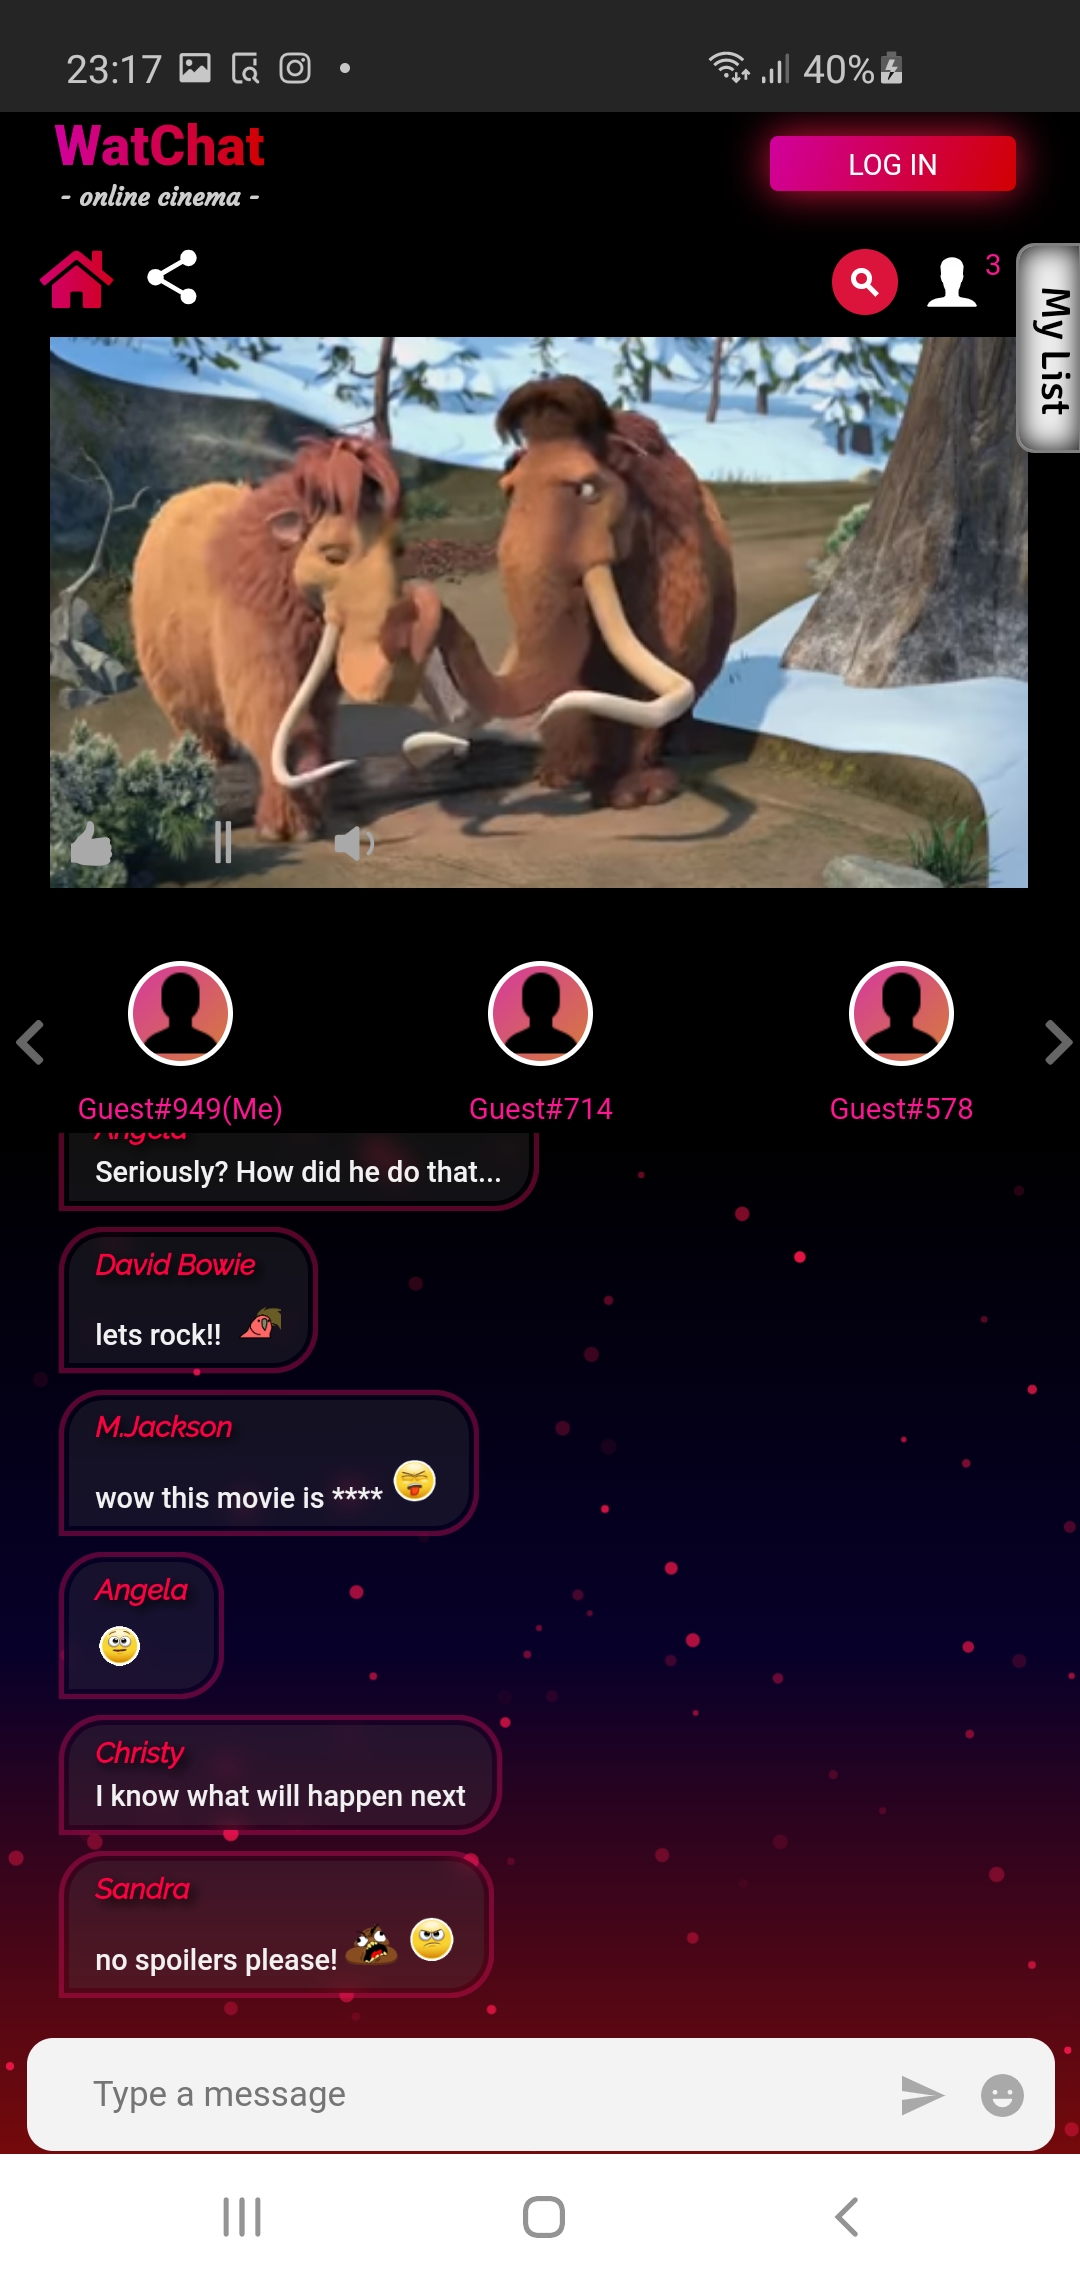 23:17
40%
WatChat
- online cinema -
LOG IN
3
My List
Guest#949(Me)
Guest#714
Guest#578
Angela
Seriously? How did he do that...
David Bowie
lets rock!!
M.Jackson
wow this movie is ****
Angela
Christy
I know what will happen next
Sandra
no spoilers please!
Type a message